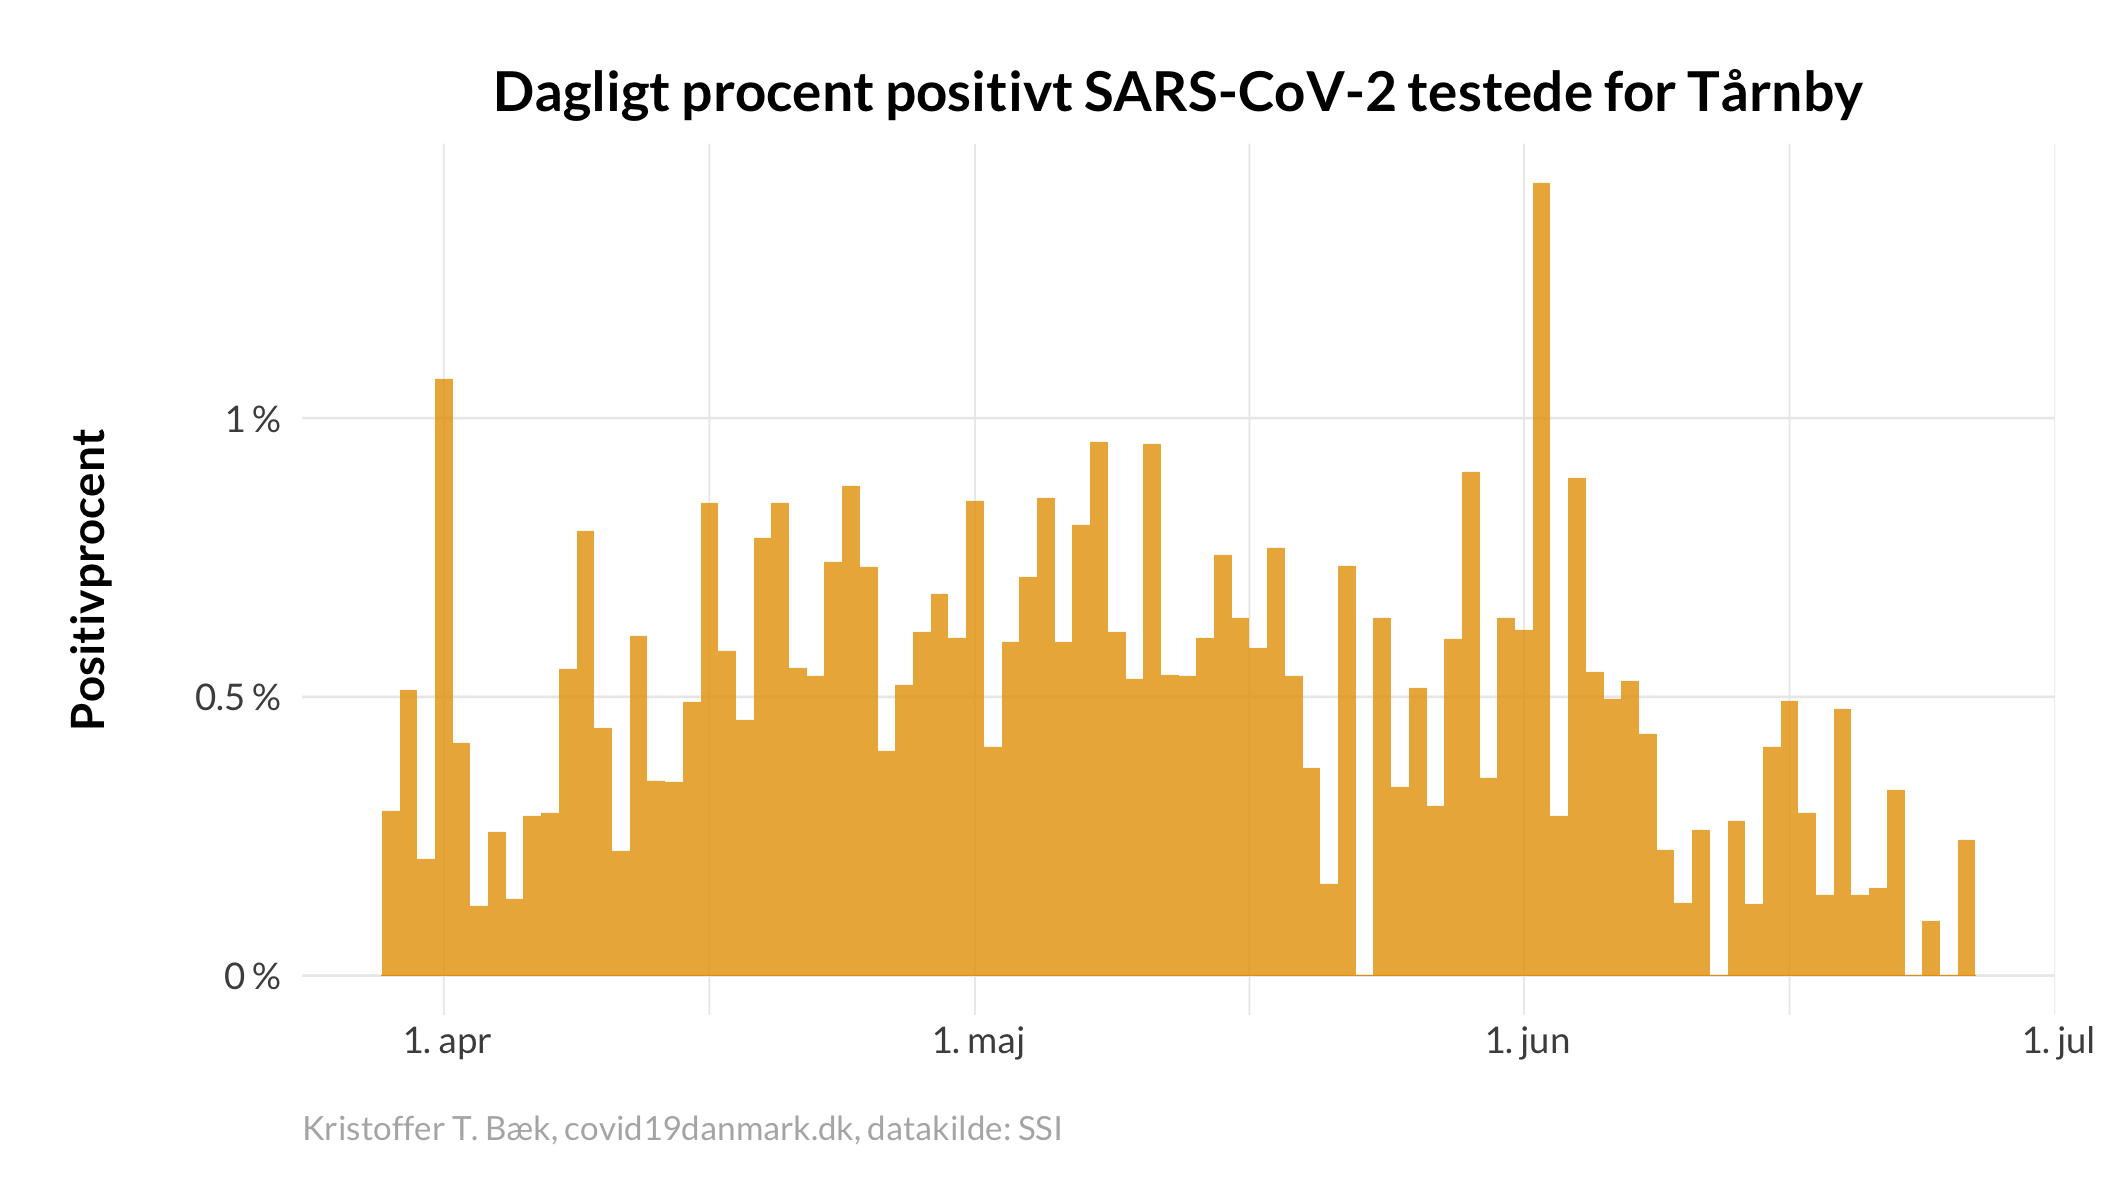 Dagligt procent positivt SARS-CoV-2 testede for Tårnby
Positivprocent
1 %
0.5 %
0 %
1. apr
1. maj
1. jun
1. jul
Kristoffer T. Bæk, covid19danmark.dk, datakilde: SSI